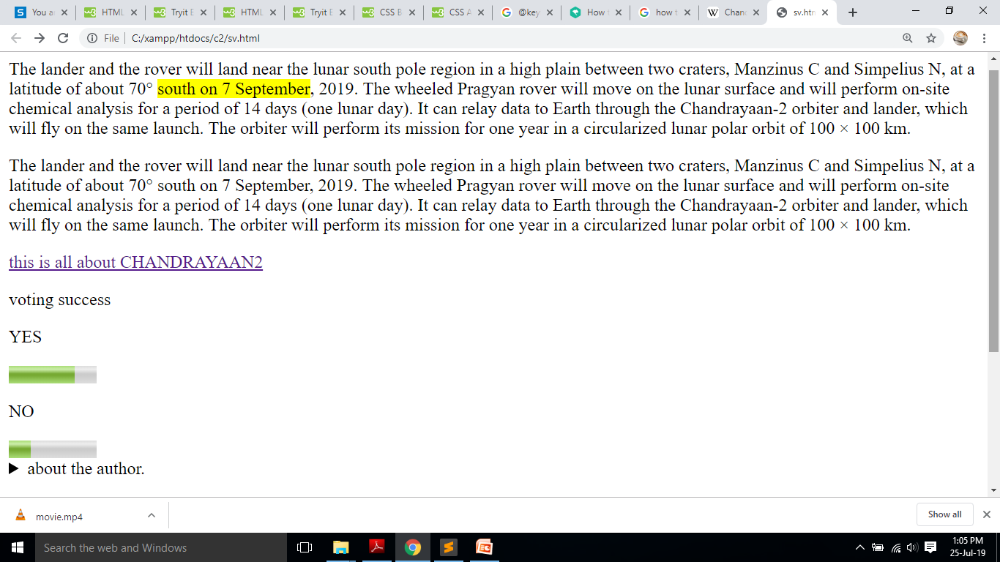 You a
HTML
Tryit E
HTML
Tryit E
CSS B
CSS A
@key
How
how t
Chan
sv.htm
File | C:/xampp/htdocs/c2/sv.html
The lander and the rover will land near the lunar south pole region in a high plain between two craters, Manzinus C and Simpelius N, at a
latitude of about 70° south on 7 September, 2019. The wheeled Pragyan rover will move on the lunar surface and will perform on-site
chemical analysis for a period of 14 days (one lunar day). It can relay data to Earth through the Chandrayaan-2 orbiter and lander, which
will fly on the same launch. The orbiter will perform its mission for one year in a circularized lunar polar orbit of 100 × 100 km.
The lander and the rover will land near the lunar south pole region in a high plain between two craters, Manzinus C and Simpelius N, at a
latitude of about 70° south on 7 September, 2019. The wheeled Pragyan rover will move on the lunar surface and will perform on-site
chemical analysis for a period of 14 days (one lunar day). It can relay data to Earth through the Chandrayaan-2 orbiter and lander, which
will fly on the same launch. The orbiter will perform its mission for one year in a circularized lunar polar orbit of 100 × 100 km.
this is all about CHANDRAYAAN2
voting success
YES
NO
about the author.
movie.mp4
Show all
Search the web and Windows
1:05 PM
25-Jul-19